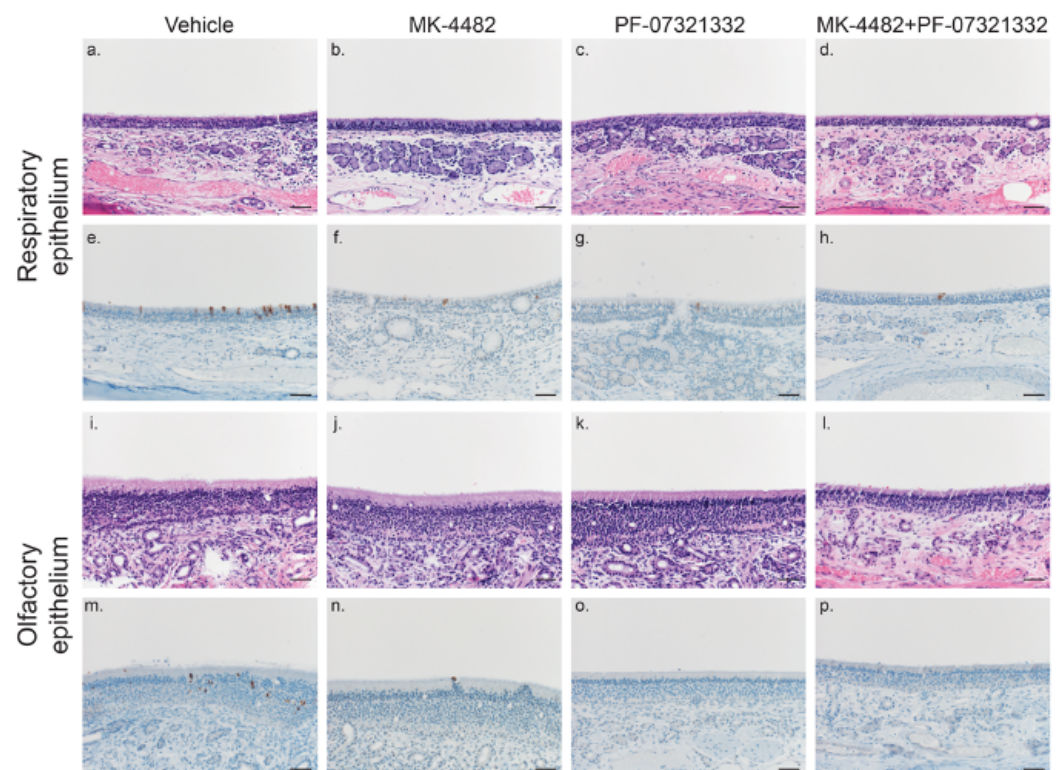 Vehicle MK-4482 PF-07321332 MK-4482+PF-07321332
Respiratory
epithelium
a. b. c. d.
e. f. g. h.
Olfactory
epithelium
i. j. k. l.
m. n. o. p.